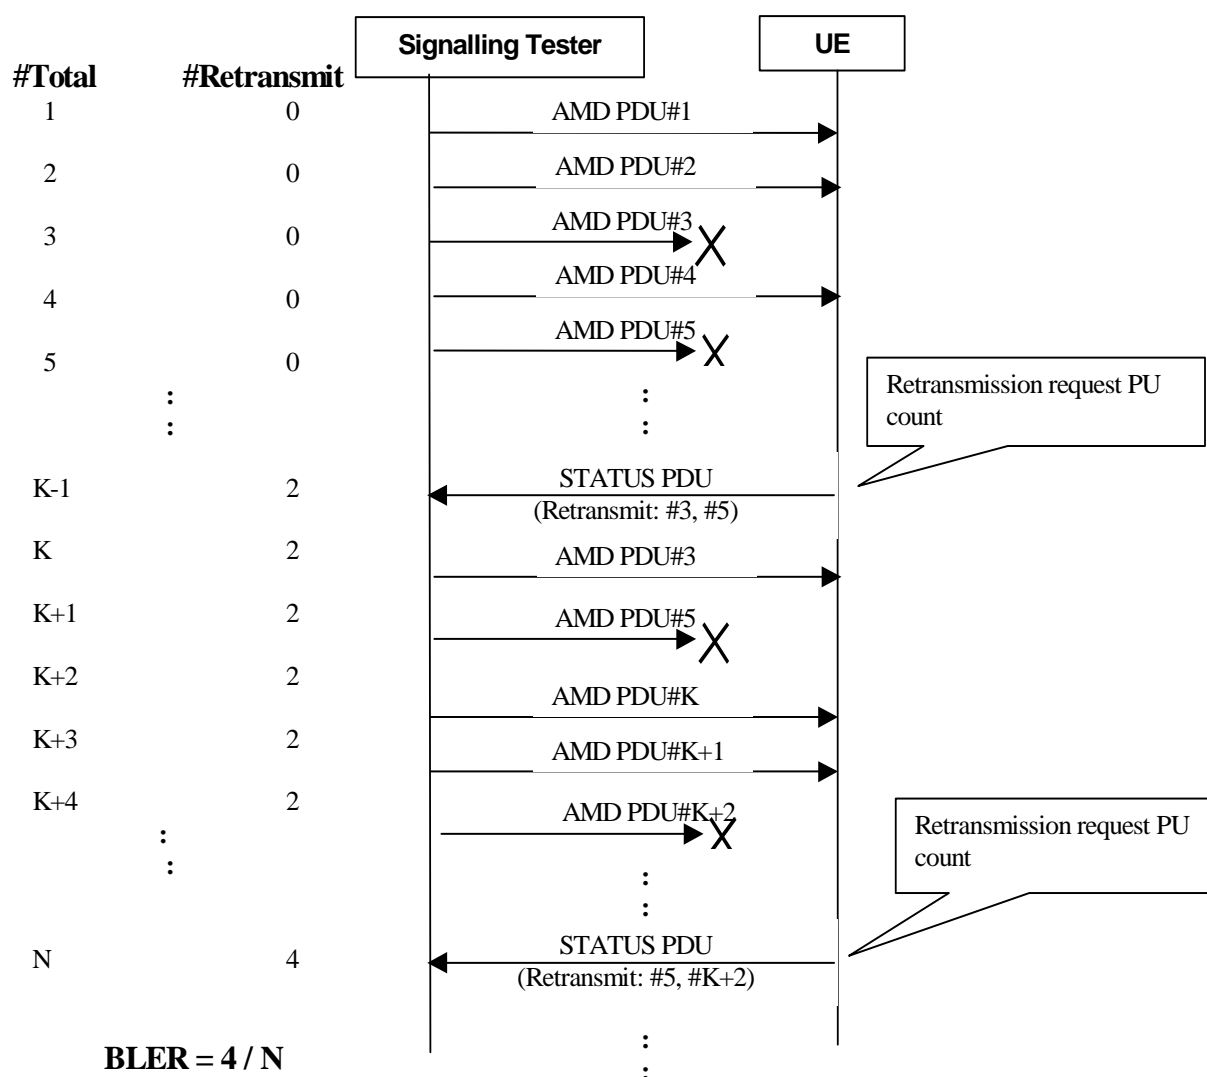 Signalling Tester
UE
#Total #Retransmit
1 0 AMD PDU#1
2 0 AMD PDU#2
3 0 AMD PDU#3
4 0 AMD PDU#4
5 0 AMD PDU#5
: :
: :
Retransmission request PU
count
K-1 2 STATUS PDU
(Retransmit: #3, #5)
K 2 AMD PDU#3
K+1 2 AMD PDU#5
K+2 2 AMD PDU#K
K+3 2 AMD PDU#K+1
K+4 2 AMD PDU#K+2
: :
: :
Retransmission request PU
count
N 4 STATUS PDU
(Retransmit: #5, #K+2)
BLER = 4 / N :
: